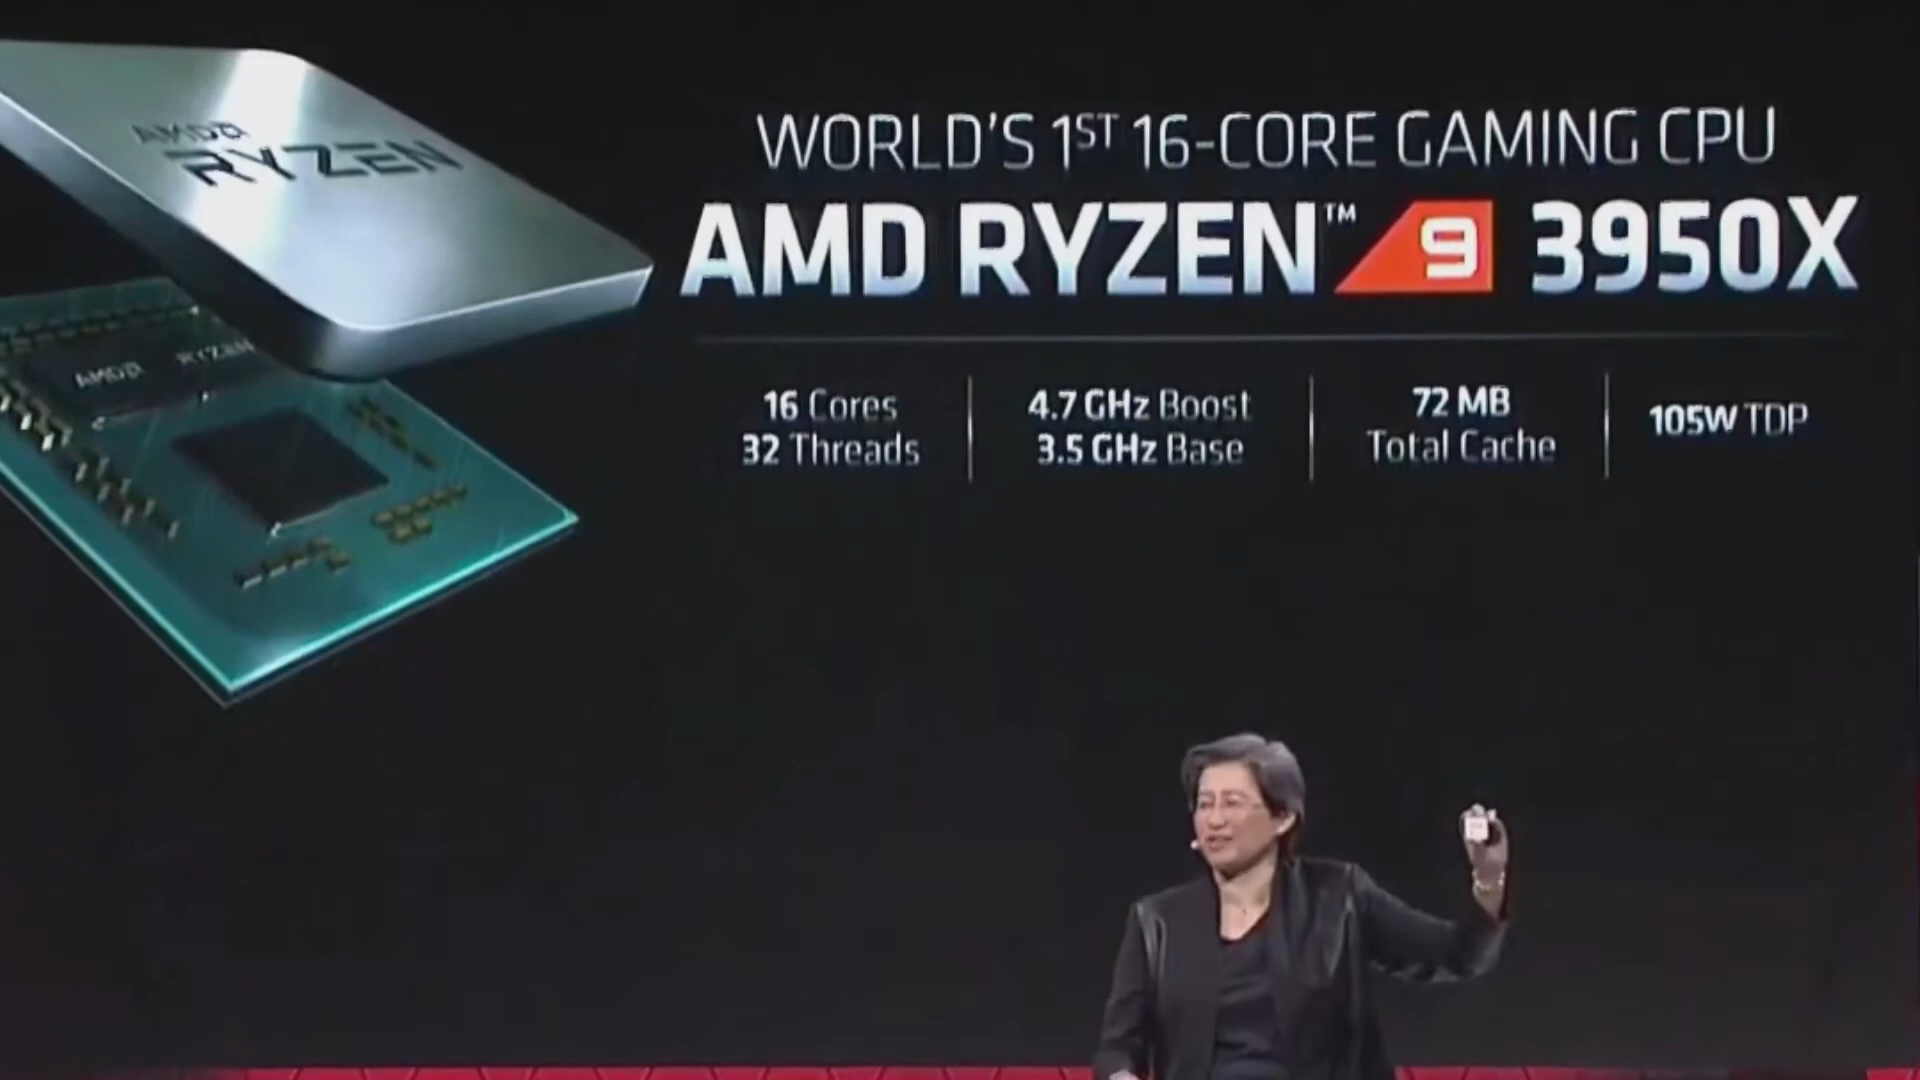 AMD
RYZEN
AMD RYZEN
WORLD'S 1ST 16-CORE GAMING CPU
AMD RYZEN™ 9 3950X
16 Cores
32 Threads
4.7 GHz Boost
3.5 GHz Base
72 MB
Total Cache
105W TDP